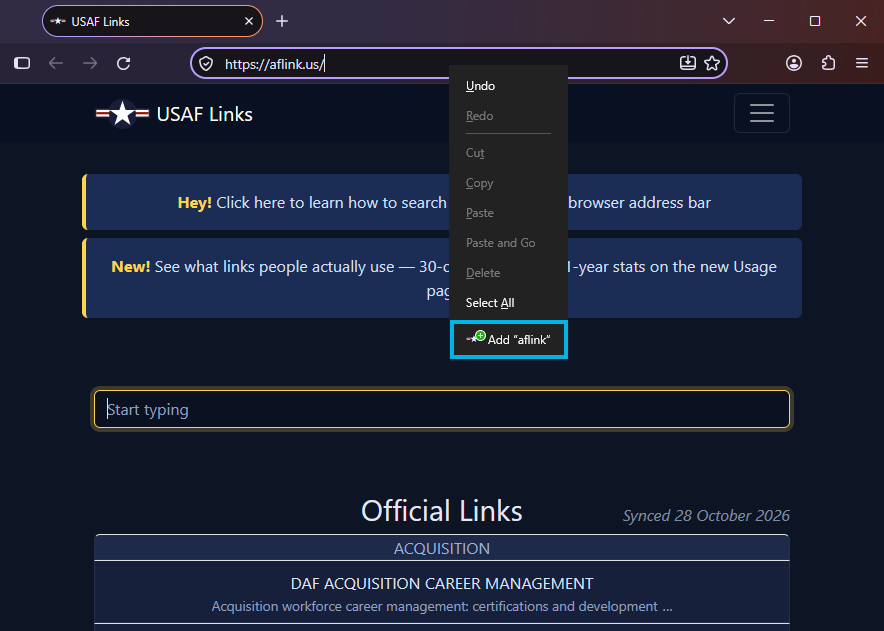 USAF Links
https://aflink.us/
USAF Links
Undo
Redo
Cut
Copy
Paste
Paste and Go
Delete
Select All
Add “aflink”
Hey! Click here to learn how to search browser address bar
New! See what links people actually use — 30- 1-year stats on the new Usage
Start typing
Official Links
Synced 28 October 2026
ACQUISITION
DAF ACQUISITION CAREER MANAGEMENT
Acquisition workforce career management: certifications and development ...